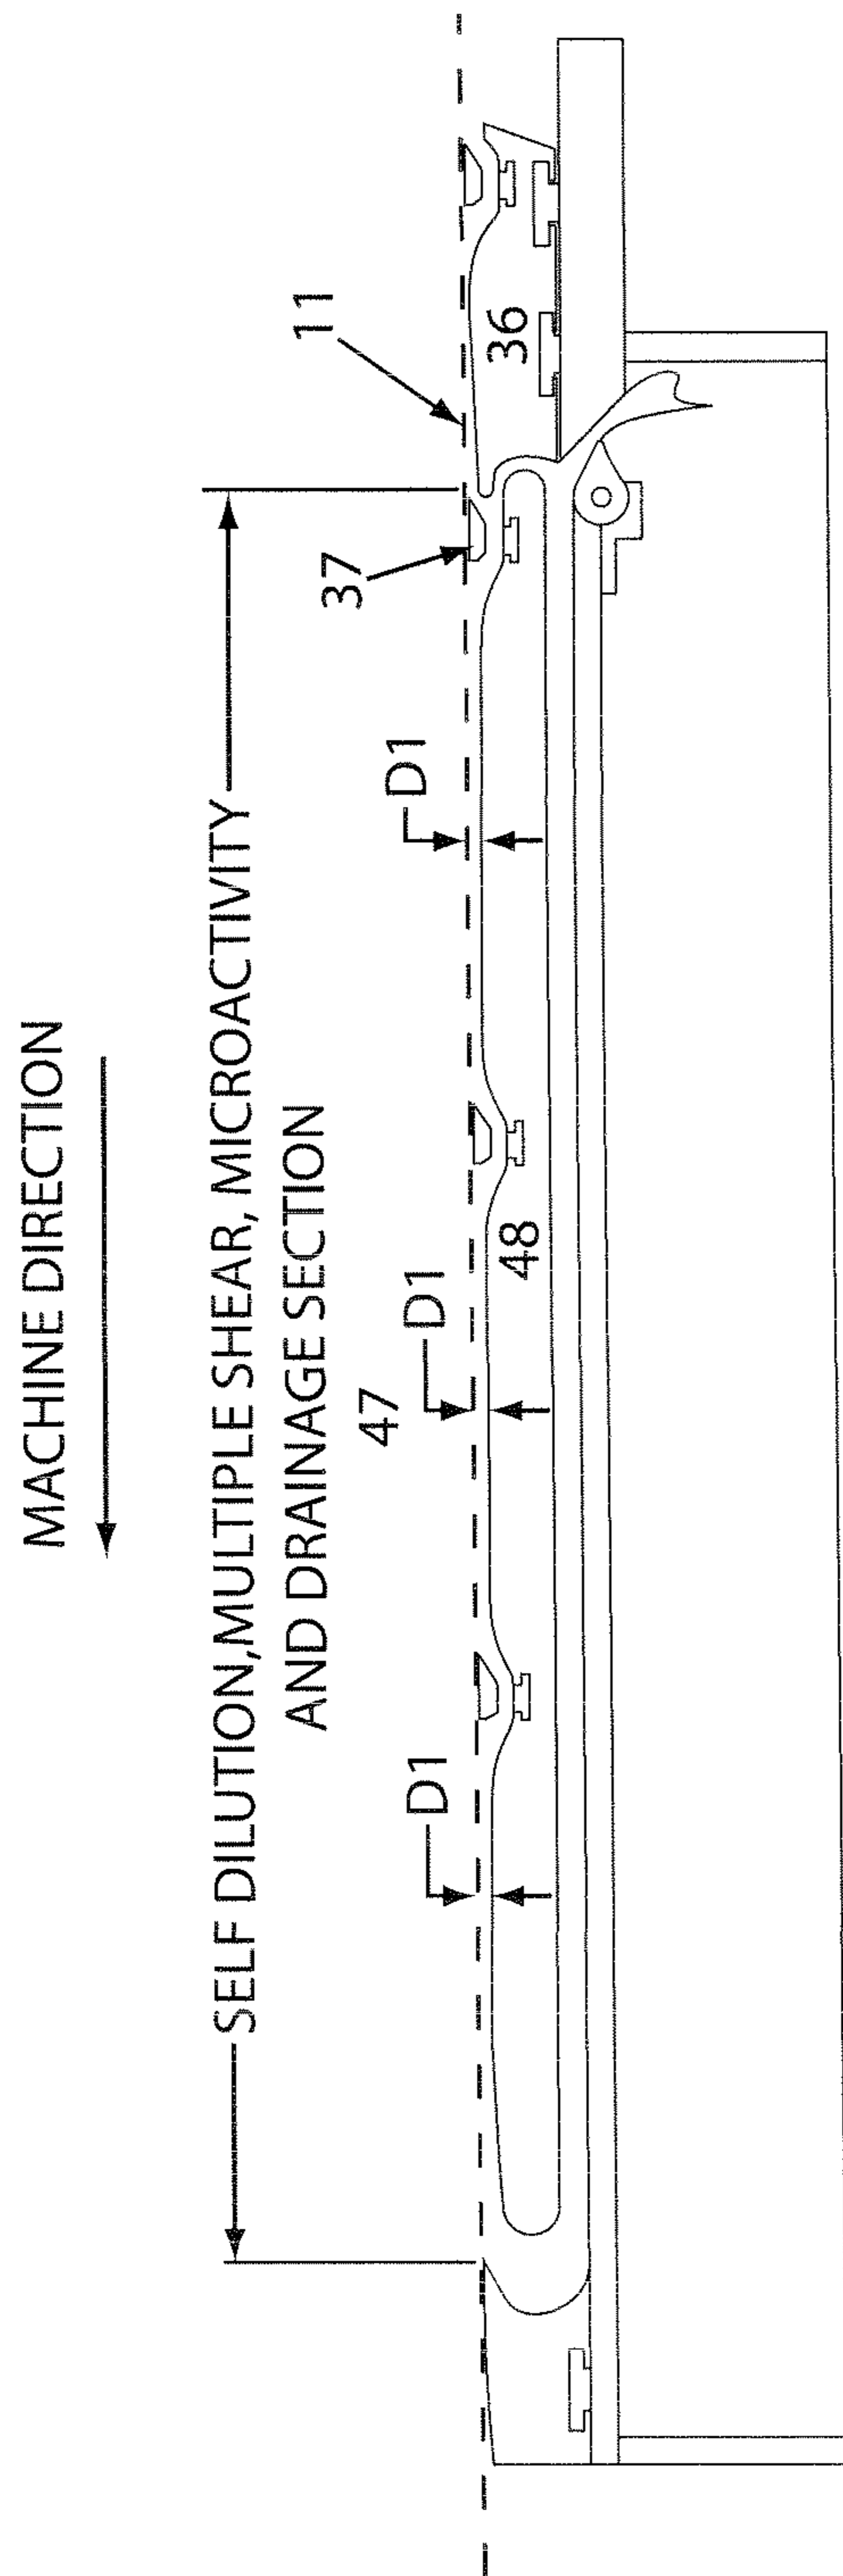 MACHINE DIRECTION
SELF DILUTION,MULTIPLE SHEAR, MICROACTIVITY
AND DRAINAGE SECTION
11
37
47
D1
D1
D1
36
48